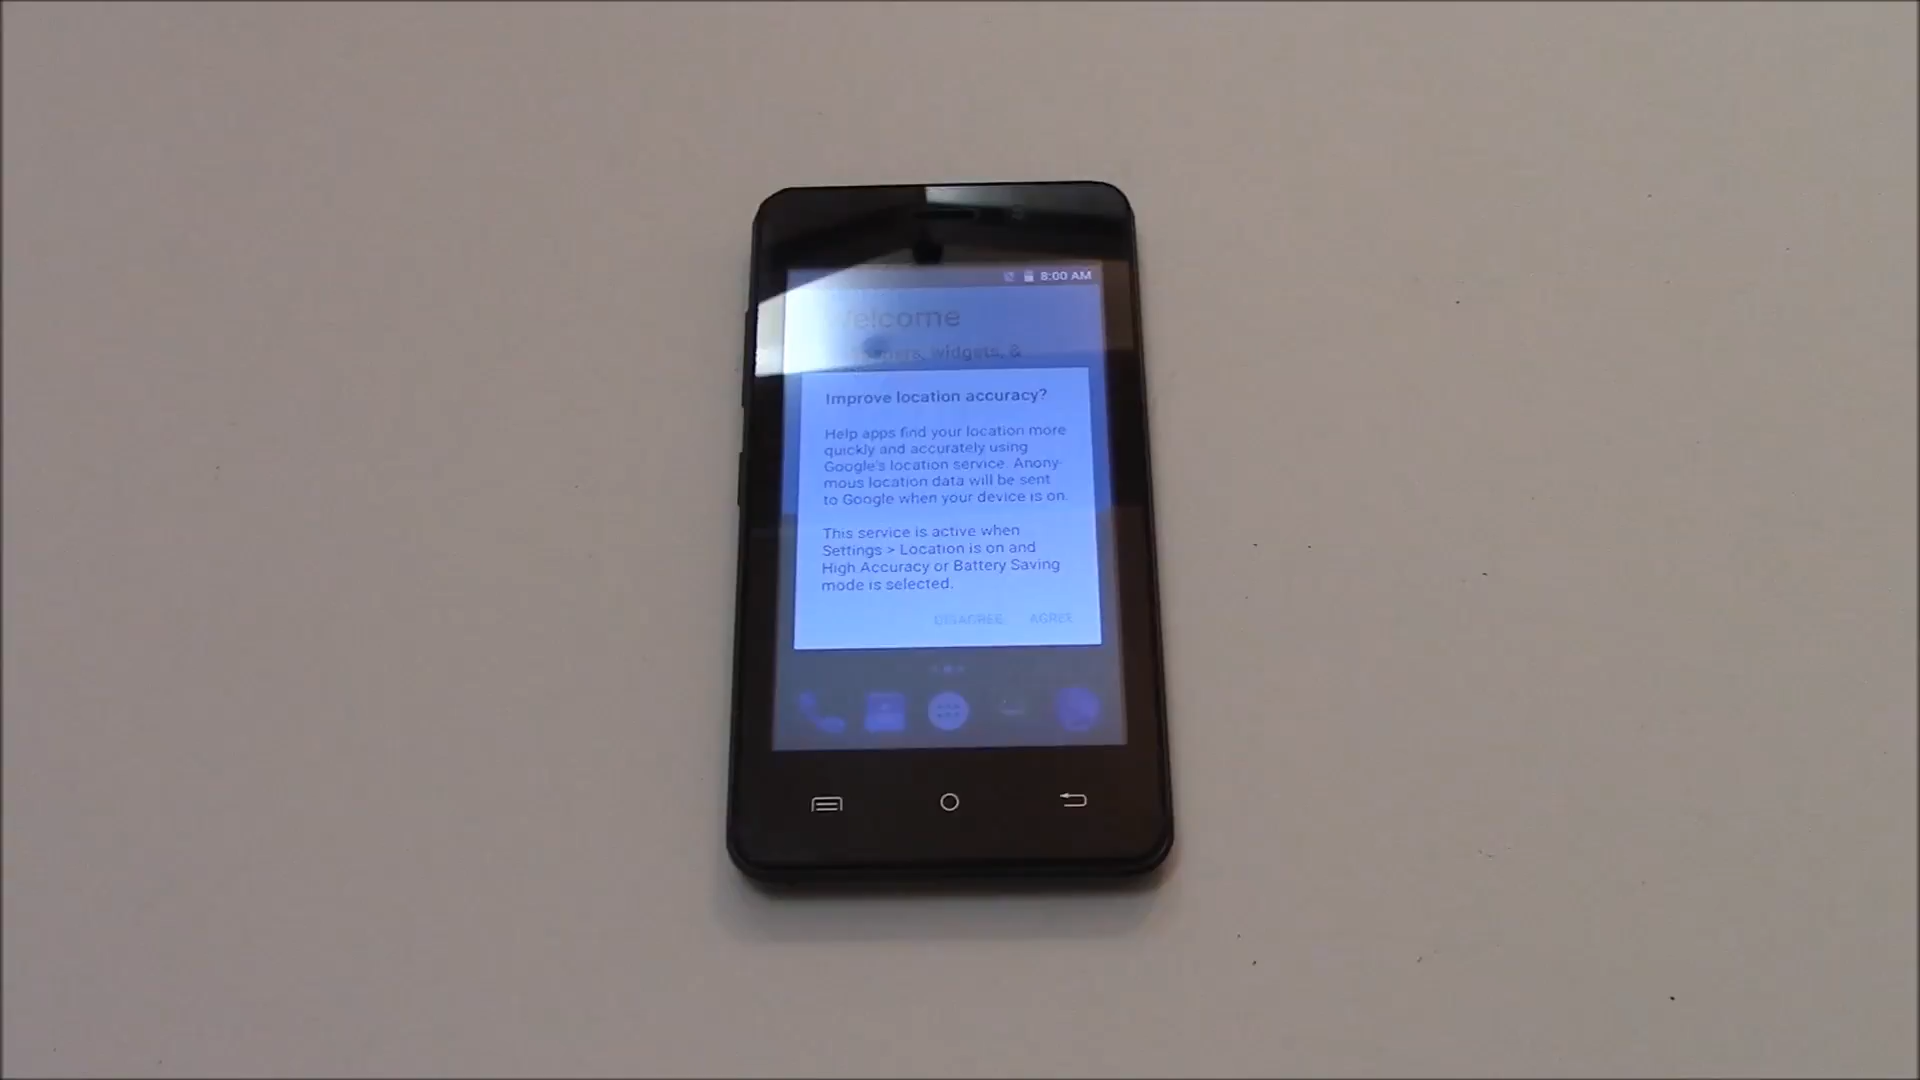 8:00 AM
Welcome
widgets, &
Improve location accuracy?
Help apps find your location more
quickly and accurately using
Google's location service. Anony-
mous location data will be sent
to Google when your device is on.
This service is active when
Settings > Location is on and
High Accuracy or Battery Saving
mode is selected.
DISAGREE AGREE